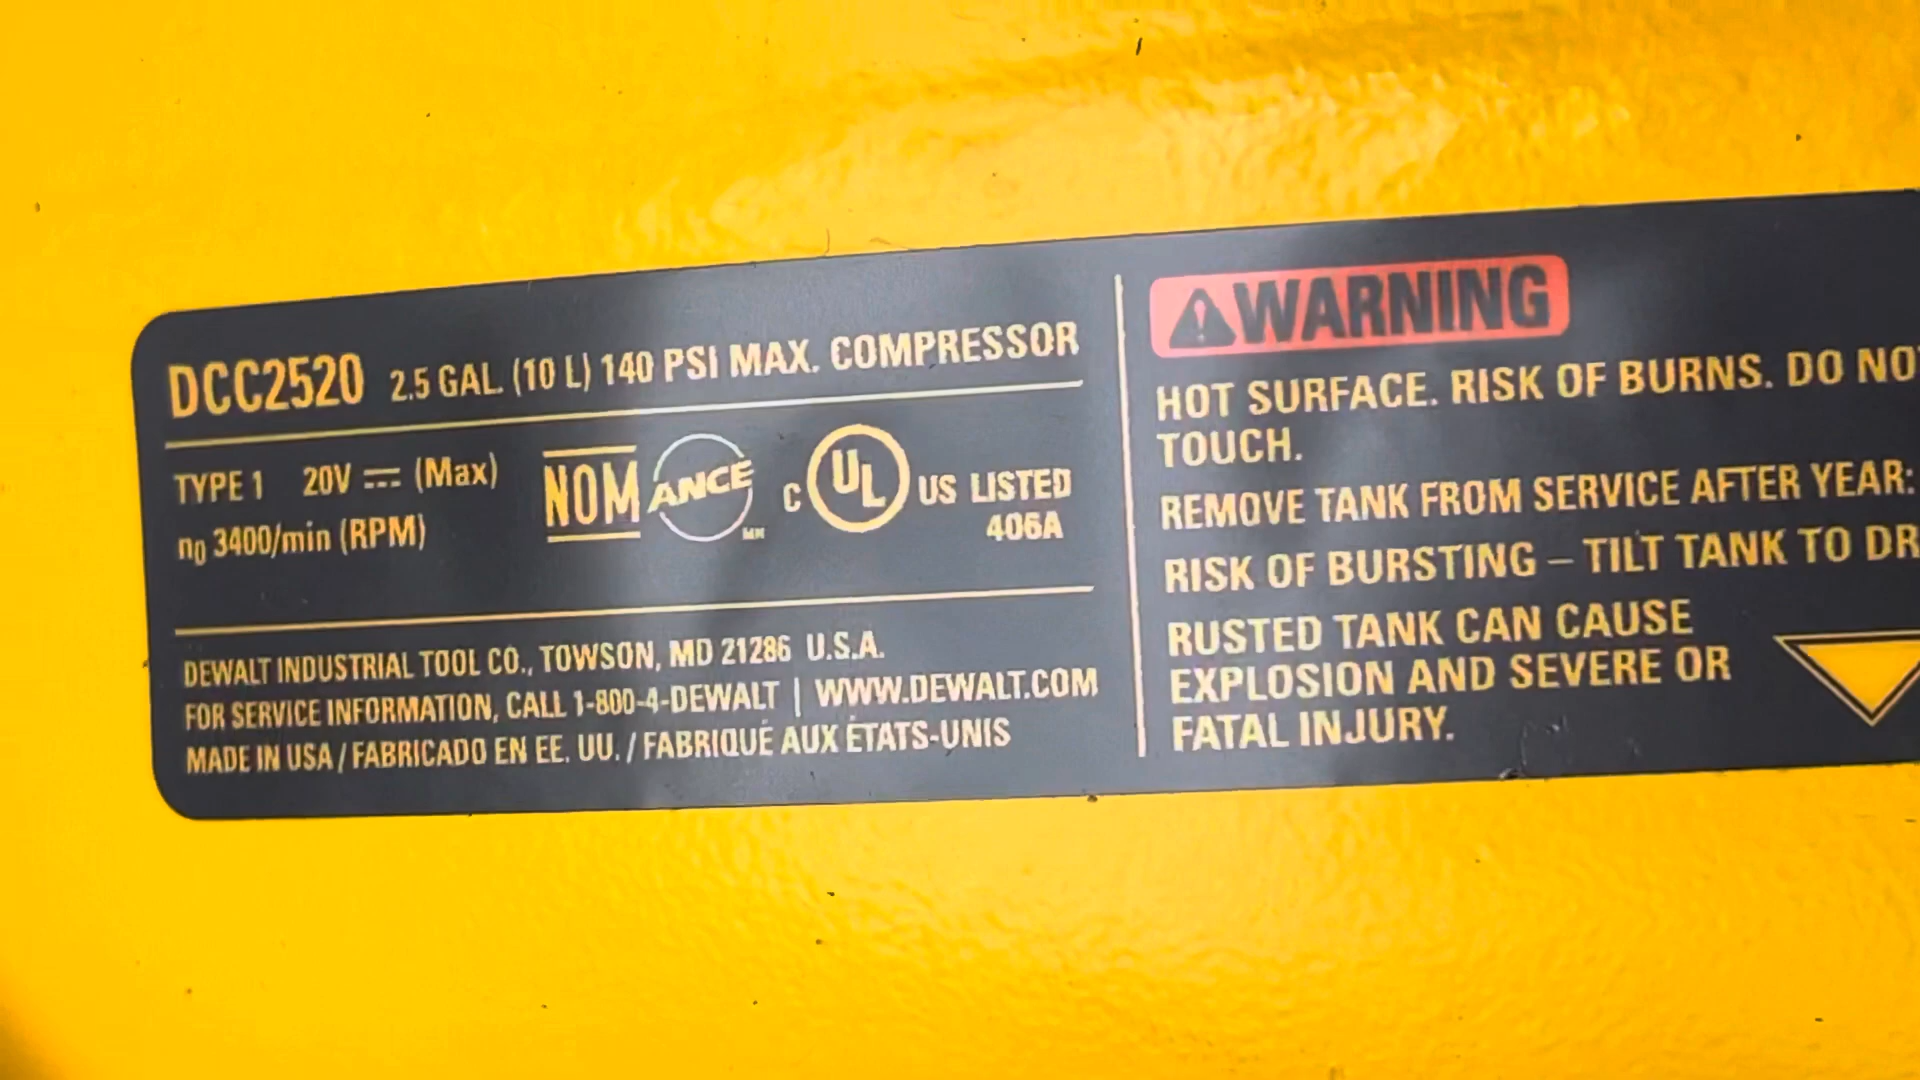 DCC2520 2.5 GAL. (10 L) 140 PSI MAX. COMPRESSOR
TYPE 1 20V ⎓ (Max)
n0 3400/min (RPM)
NOM ANCE
C UL US LISTED
406A
DEWALT INDUSTRIAL TOOL CO., TOWSON, MD 21286 U.S.A.
FOR SERVICE INFORMATION, CALL 1-800-4-DEWALT | WWW.DEWALT.COM
MADE IN USA / FABRICADO EN EE. UU. / FABRIQUÉ AUX ÉTATS-UNIS
WARNING
HOT SURFACE. RISK OF BURNS. DO
TOUCH.
REMOVE TANK FROM SERVICE AFTER YEAR:
RISK OF BURSTING – TILT TANK TO
RUSTED TANK CAN CAUSE
EXPLOSION AND SEVERE OR
FATAL INJURY.